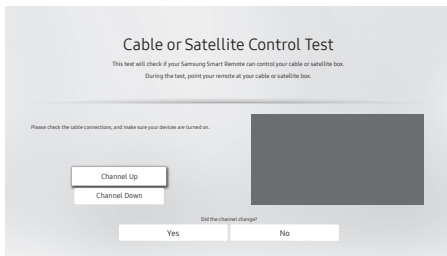 Cable or Satellite Control Test
This test will check if your Samsung Smart Remote can control your cable or satellite box.
During the test, point your remote at your cable or satellite box.
Please check the cable connections, and make sure your devices are turned on.
Channel Up
Channel Down
Did the channel change?
Yes
No